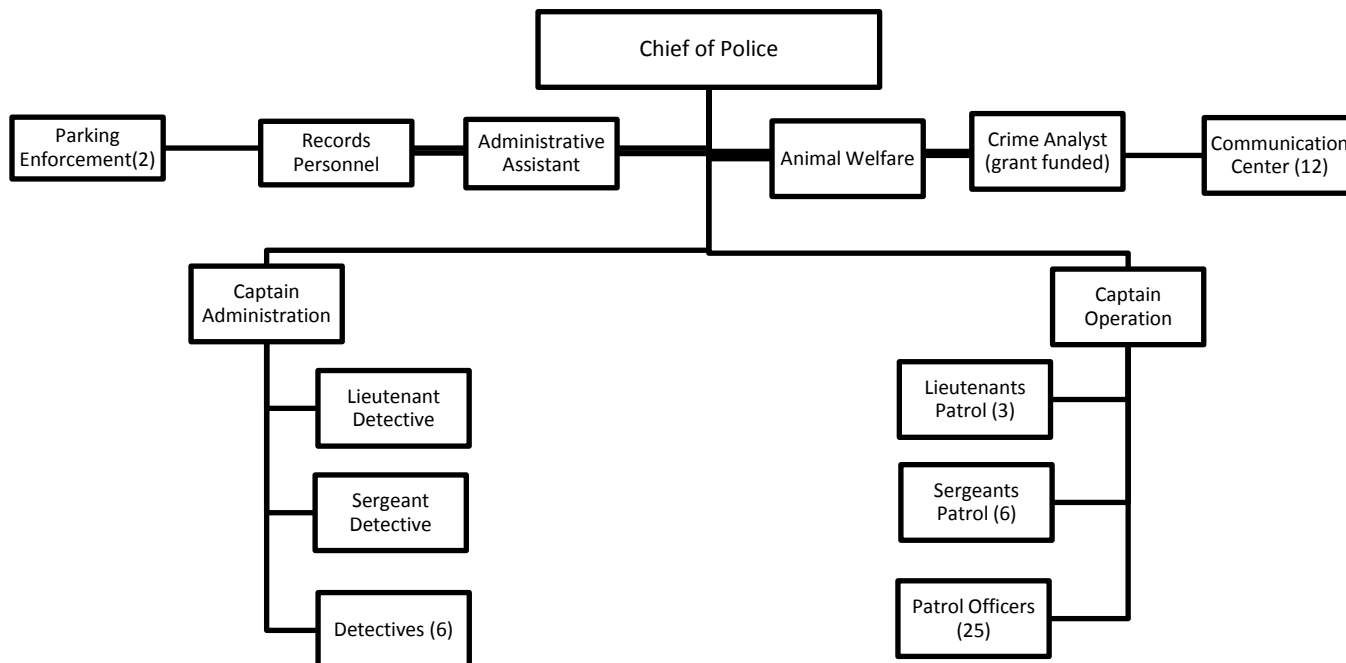 Chief of Police
Parking
Enforcement(2)
Records
Personnel
Administrative
Assistant
Animal Welfare
Crime Analyst
(grant funded)
Communication
Center (12)
Captain
Administration
Captain
Operation
Lieutenant
Detective
Lieutenants
Patrol (3)
Sergeant
Detective
Sergeants
Patrol (6)
Detectives (6)
Patrol Officers
(25)